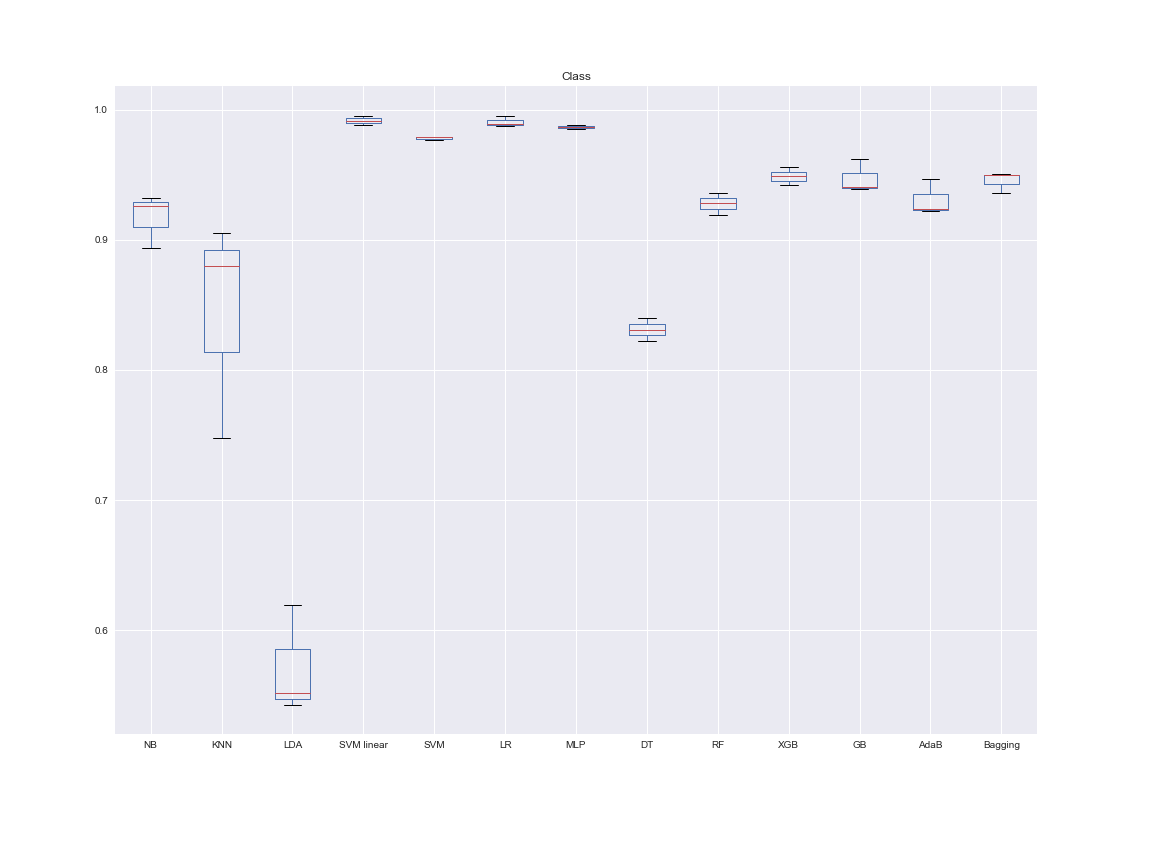 Class
1.0
0.9
0.8
0.7
0.6
NB KNN LDA SVM linear SVM LR MLP DT RF XGB GB AdaB Bagging